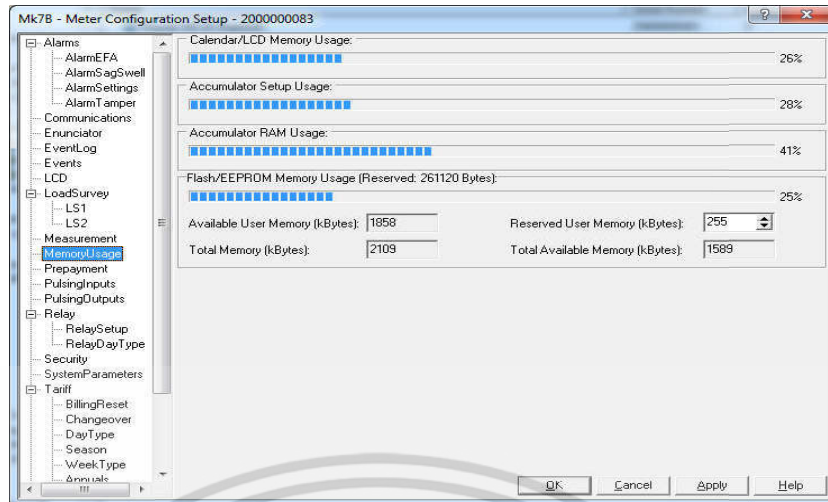 Mk7B - Meter Configuration Setup - 2000000083
Alarms
AlarmEFA
AlarmSagSwell
AlarmSettings
AlarmTamper
Communications
Enunciator
EventLog
Events
LCD
LoadSurvey
LS1
LS2
Measurement
MemoryUsage
Prepayment
PulsingInputs
PulsingOutputs
Relay
RelaySetup
RelayDayType
Security
SystemParameters
Tariff
BillingReset
Changeover
DayType
Season
WeekType
Annuals
Calendar/LCD Memory Usage:
26%
Accumulator Setup Usage:
28%
Accumulator RAM Usage:
41%
Flash/EEPROM Memory Usage (Reserved: 261120 Bytes):
25%
Available User Memory (kBytes): 1858 Reserved User Memory (kBytes): 255
Total Memory (kBytes): 2109 Total Available Memory (kBytes): 1589
OK Cancel Apply Help